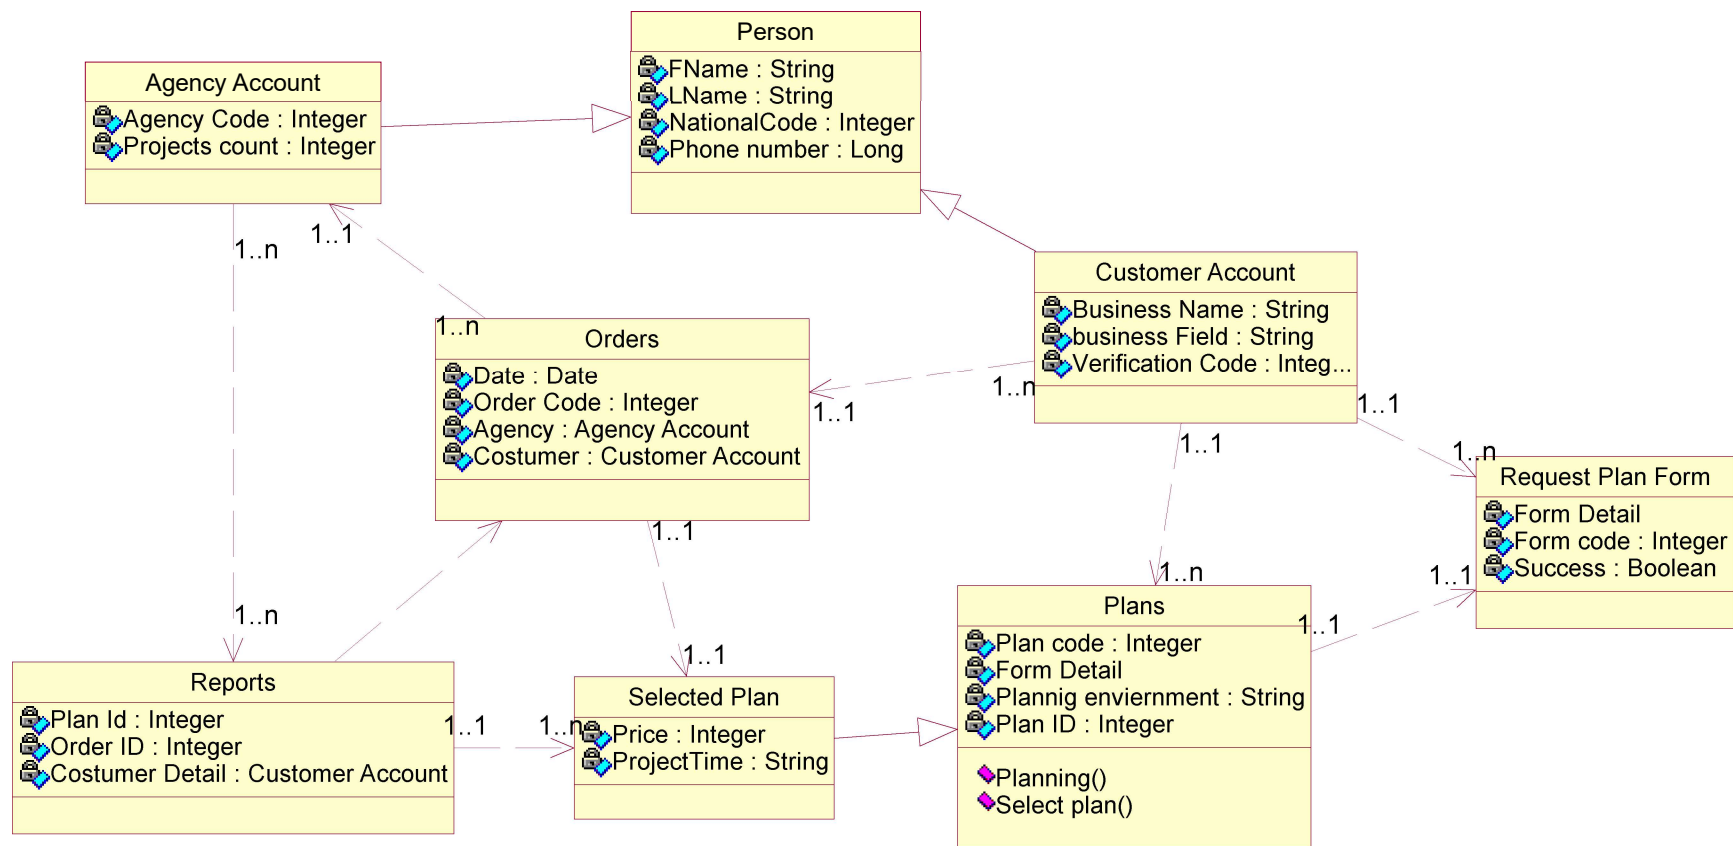 Person
FName : String
LName : String
NationalCode : Integer
Phone number : Long
Agency Account
Agency Code : Integer
Projects count : Integer
1..n
1..1
1..n
Orders
Date : Date
Order Code : Integer
Agency : Agency Account
Costumer : Customer Account
Customer Account
Business Name : String
business Field : String
Verification Code : Integ...
1..n
1..1
1..1
1..n
1..1
1..n
Request Plan Form
Form Detail
Form code : Integer
Success : Boolean
1..1
1..1
1..1
1..1
1..n
Reports
Plan Id : Integer
Order ID : Integer
Costumer Detail : Customer Account
1..1
1..n
Selected Plan
Price : Integer
ProjectTime : String
Plans
Plan code : Integer
Form Detail
Plannig enviernment : String
Plan ID : Integer
Planning()
Select plan()